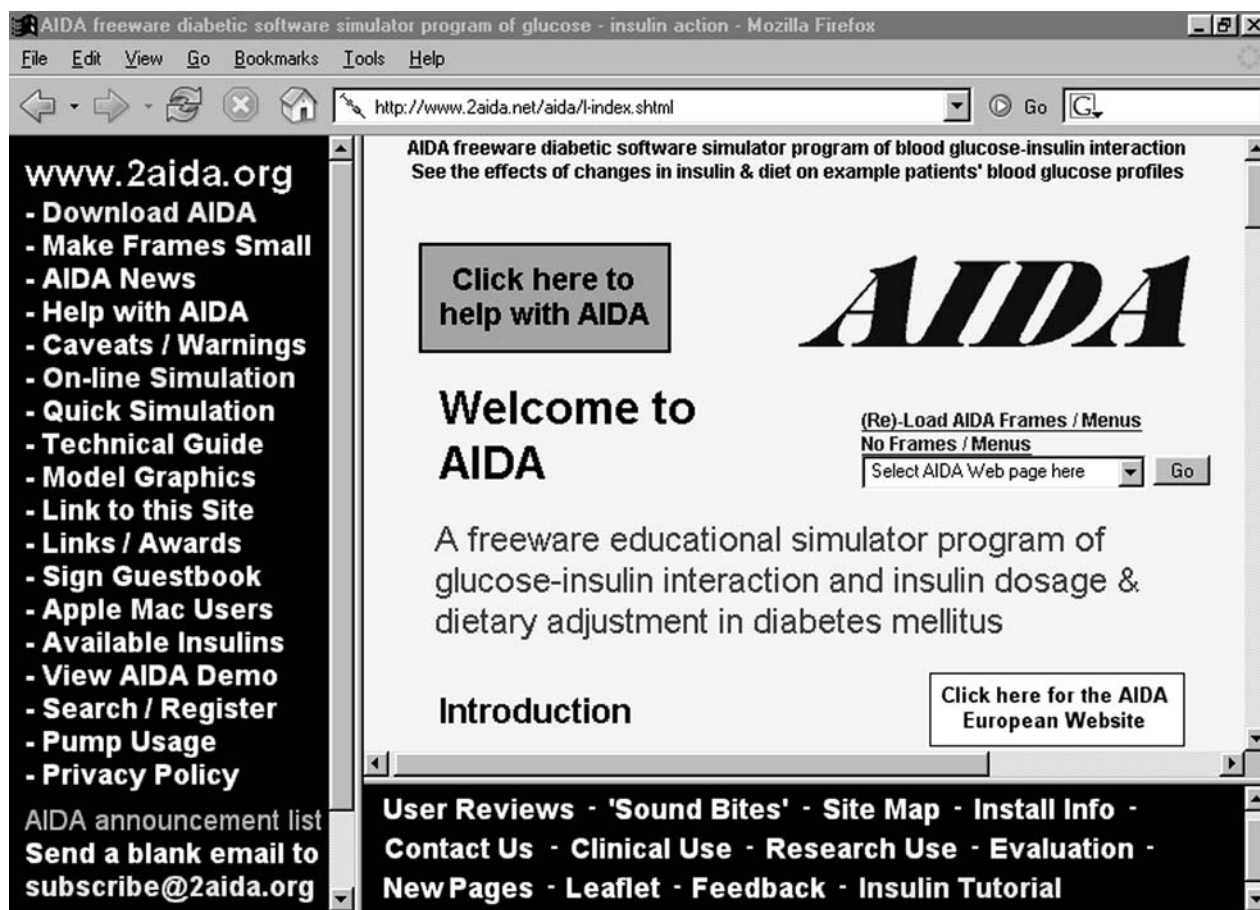 AIDA freeware diabetic software simulator program of glucose - insulin action - Mozilla Firefox
File Edit View Go Bookmarks Tools Help
http://www.2aida.net/aida/l-index.shtml
Go
G
www.2aida.org
- Download AIDA
- Make Frames Small
- AIDA News
- Help with AIDA
- Caveats / Warnings
- On-line Simulation
- Quick Simulation
- Technical Guide
- Model Graphics
- Link to this Site
- Links / Awards
- Sign Guestbook
- Apple Mac Users
- Available Insulins
- View AIDA Demo
- Search / Register
- Pump Usage
- Privacy Policy
AIDA announcement list
Send a blank email to
subscribe@2aida.org
AIDA freeware diabetic software simulator program of blood glucose-insulin interaction
See the effects of changes in insulin & diet on example patients' blood glucose profiles
Click here to
help with AIDA
AIDA
Welcome to
AIDA
(Re)-Load AIDA Frames / Menus
No Frames / Menus
Select AIDA Web page here
Go
A freeware educational simulator program of
glucose-insulin interaction and insulin dosage &
dietary adjustment in diabetes mellitus
Introduction
Click here for the AIDA
European Website
User Reviews - 'Sound Bites' - Site Map - Install Info -
Contact Us - Clinical Use - Research Use - Evaluation -
New Pages - Leaflet - Feedback - Insulin Tutorial